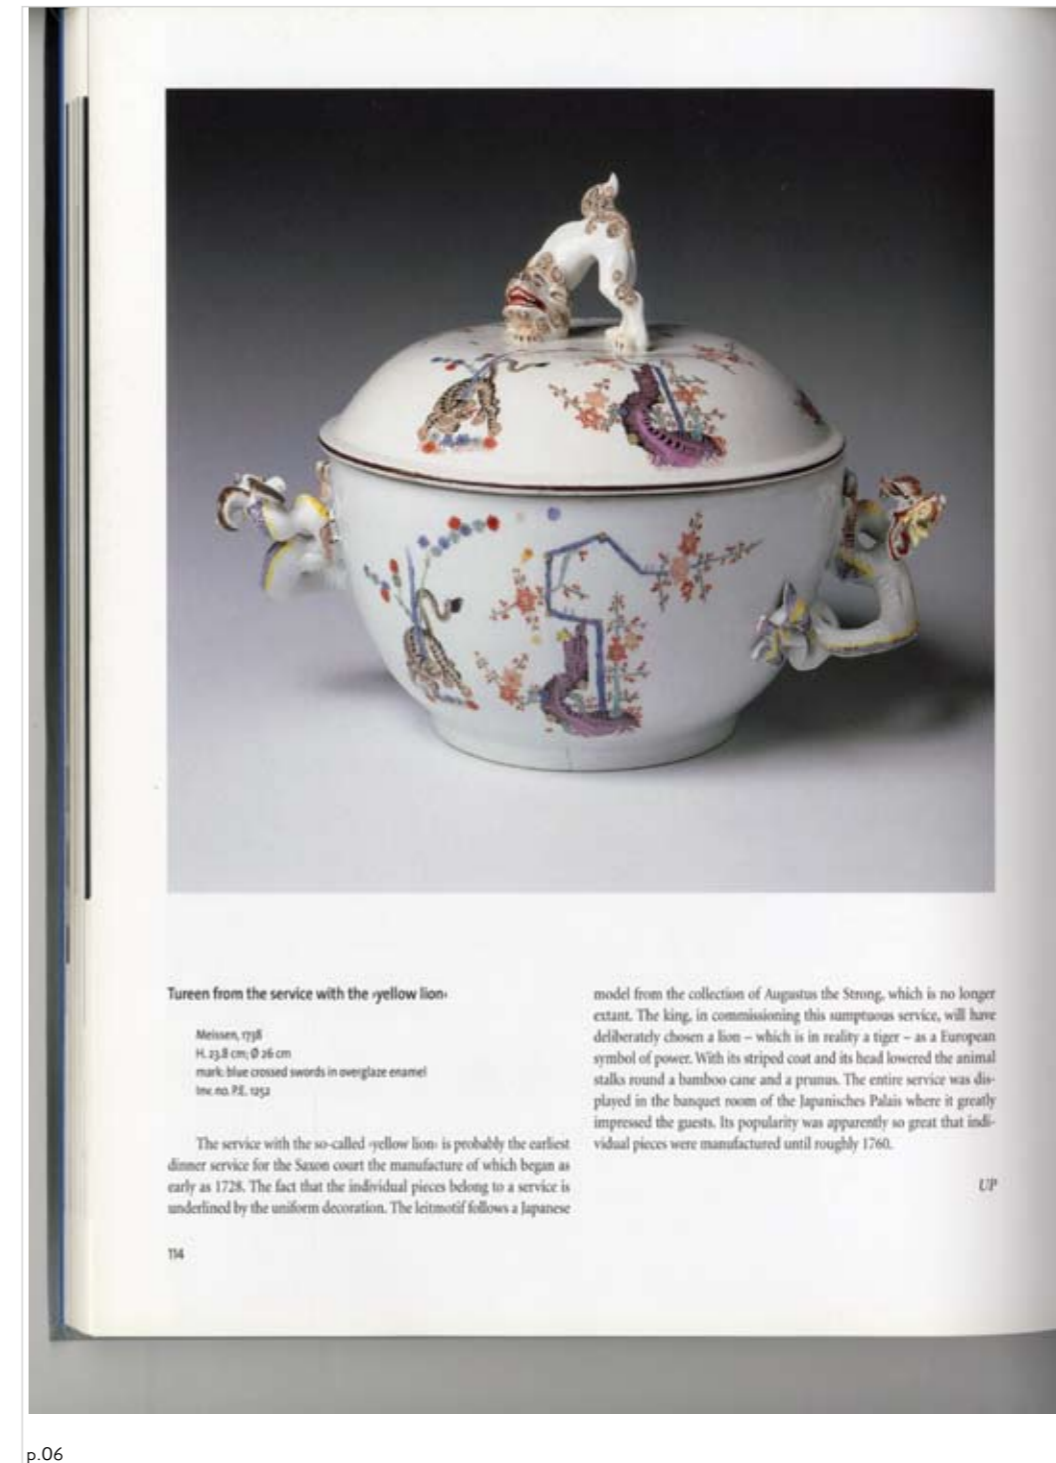 Tureen from the service with the ›yellow lion‹
Meissen, 1738
H. 23.8 cm; Ø 26 cm
mark: blue crossed swords in overglaze enamel
Inv. no. P.E. 1252
The service with the so-called ›yellow lion‹ is probably the earliest
dinner service for the Saxon court the manufacture of which began as
early as 1728. The fact that the individual pieces belong to a service is
underlined by the uniform decoration. The leitmotif follows a Japanese
model from the collection of Augustus the Strong, which is no longer
extant. The king, in commissioning this sumptuous service, will have
deliberately chosen a lion – which is in reality a tiger – as a European
symbol of power. With its striped coat and its head lowered the animal
stalks round a bamboo cane and a prunus. The entire service was dis-
played in the banquet room of the Japanisches Palais where it greatly
impressed the guests. Its popularity was apparently so great that indi-
vidual pieces were manufactured until roughly 1760.
UP
114
p.06